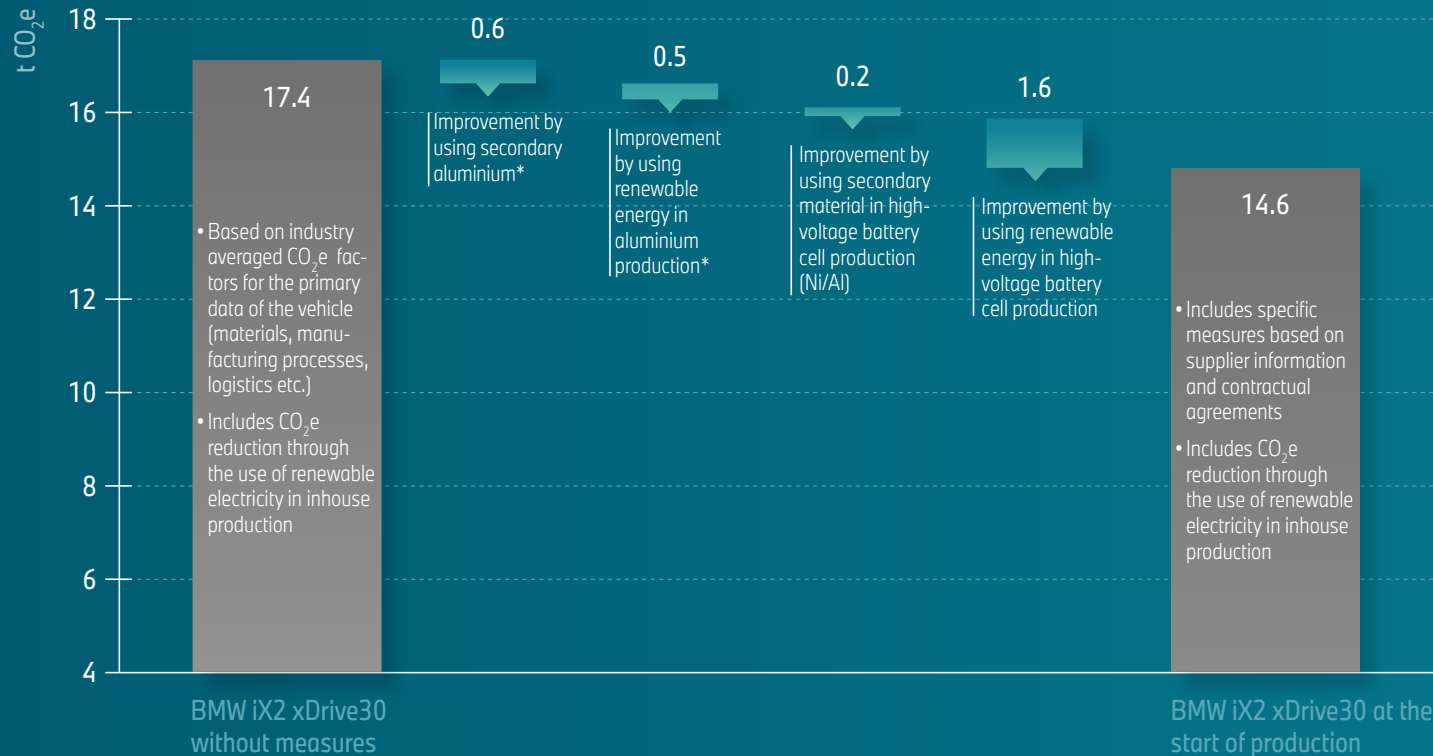 t CO₂e
18
16
14
12
10
8
6
4
17.4
• Based on industry
averaged CO₂e fac-
tors for the primary
data of the vehicle
(materials, manu-
facturing processes,
logistics etc.)
• Includes CO₂e
reduction through
the use of renewable
electricity in inhouse
production
BMW iX2 xDrive30
without measures
0.6
Improvement by
using secondary
aluminium*
0.5
Improvement
by using
renewable
energy in
aluminium
production*
0.2
Improvement by
using secondary
material in high-
voltage battery
cell production
(Ni/Al)
1.6
Improvement by
using renewable
energy in high-
voltage battery
cell production
14.6
• Includes specific
measures based on
supplier information
and contractual
agreements
• Includes CO₂e
reduction through
the use of renewable
electricity in inhouse
production
BMW iX2 xDrive30 at the
start of production